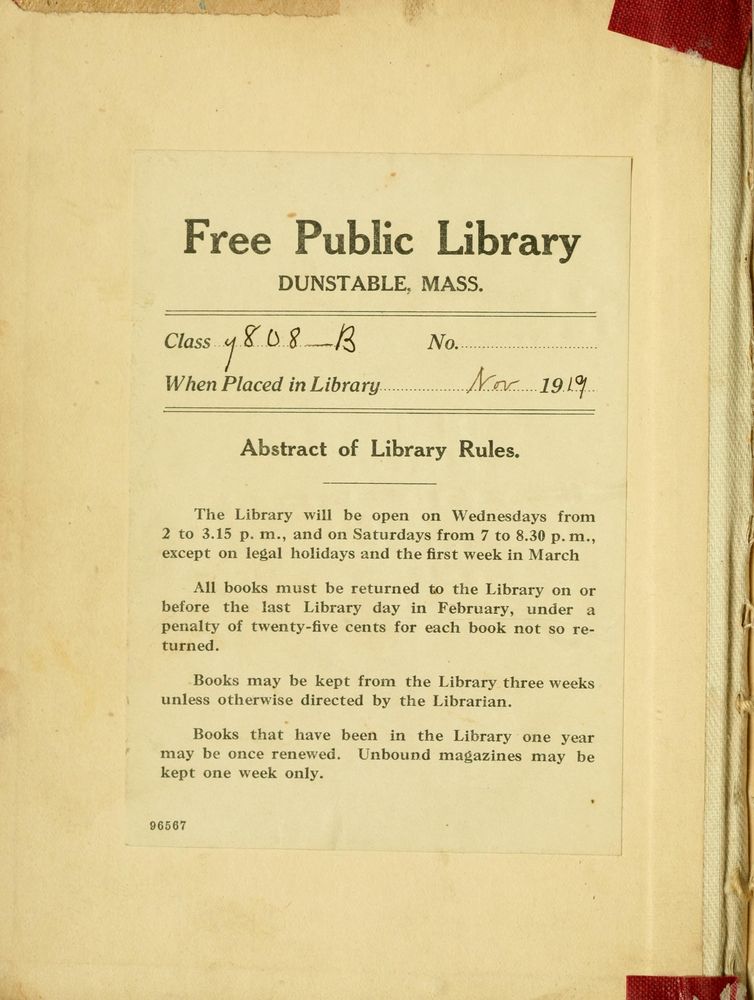 Free Public Library
DUNSTABLE, MASS.
Class y808—B No.
When Placed in Library Nov 1919
Abstract of Library Rules.
The Library will be open on Wednesdays from
2 to 3.15 p. m., and on Saturdays from 7 to 8.30 p. m.,
except on legal holidays and the first week in March
All books must be returned to the Library on or
before the last Library day in February, under a
penalty of twenty-five cents for each book not so re-
turned.
Books may be kept from the Library three weeks
unless otherwise directed by the Librarian.
Books that have been in the Library one year
may be once renewed. Unbound magazines may be
kept one week only.
96567